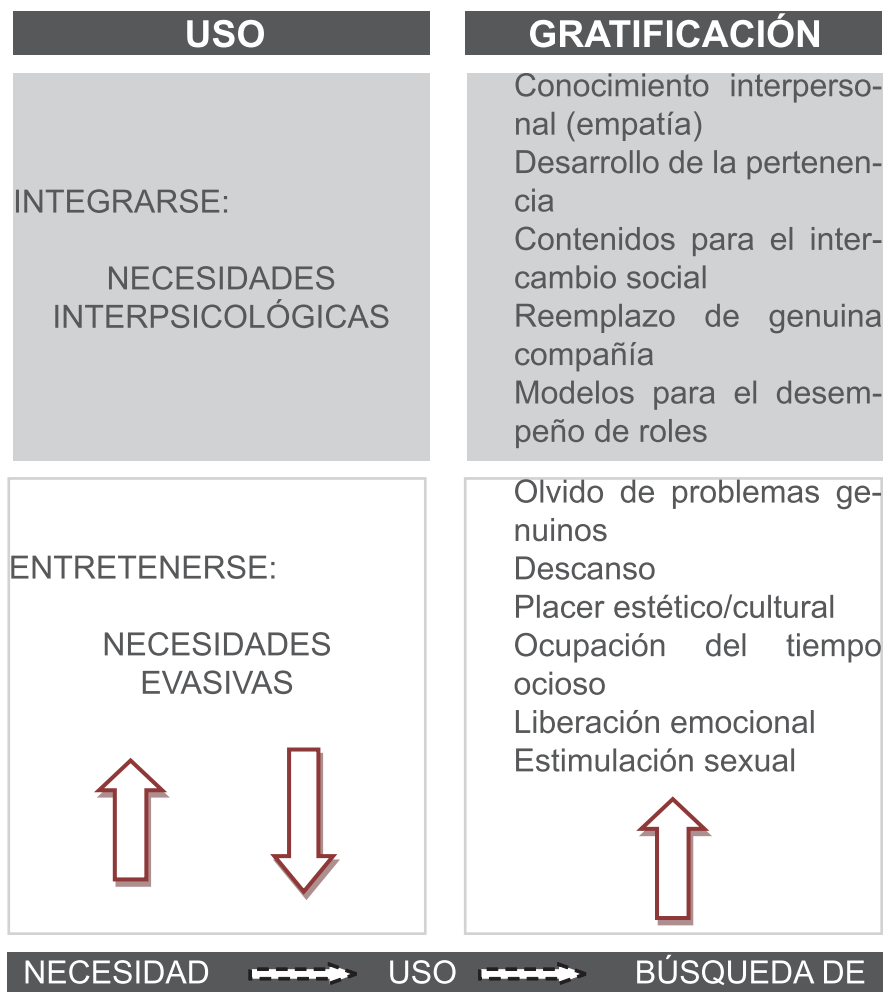 USO
GRATIFICACIÓN
INTEGRARSE:
NECESIDADES
INTERPSICOLÓGICAS
Conocimiento interperso-
nal (empatía)
Desarrollo de la pertenen-
cia
Contenidos para el inter-
cambio social
Reemplazo de genuina
compañía
Modelos para el desem-
peño de roles
ENTRETENERSE:
NECESIDADES
EVASIVAS
Olvido de problemas ge-
nuinos
Descanso
Placer estético/cultural
Ocupación del tiempo
ocioso
Liberación emocional
Estimulación sexual
NECESIDAD USO BÚSQUEDA DE